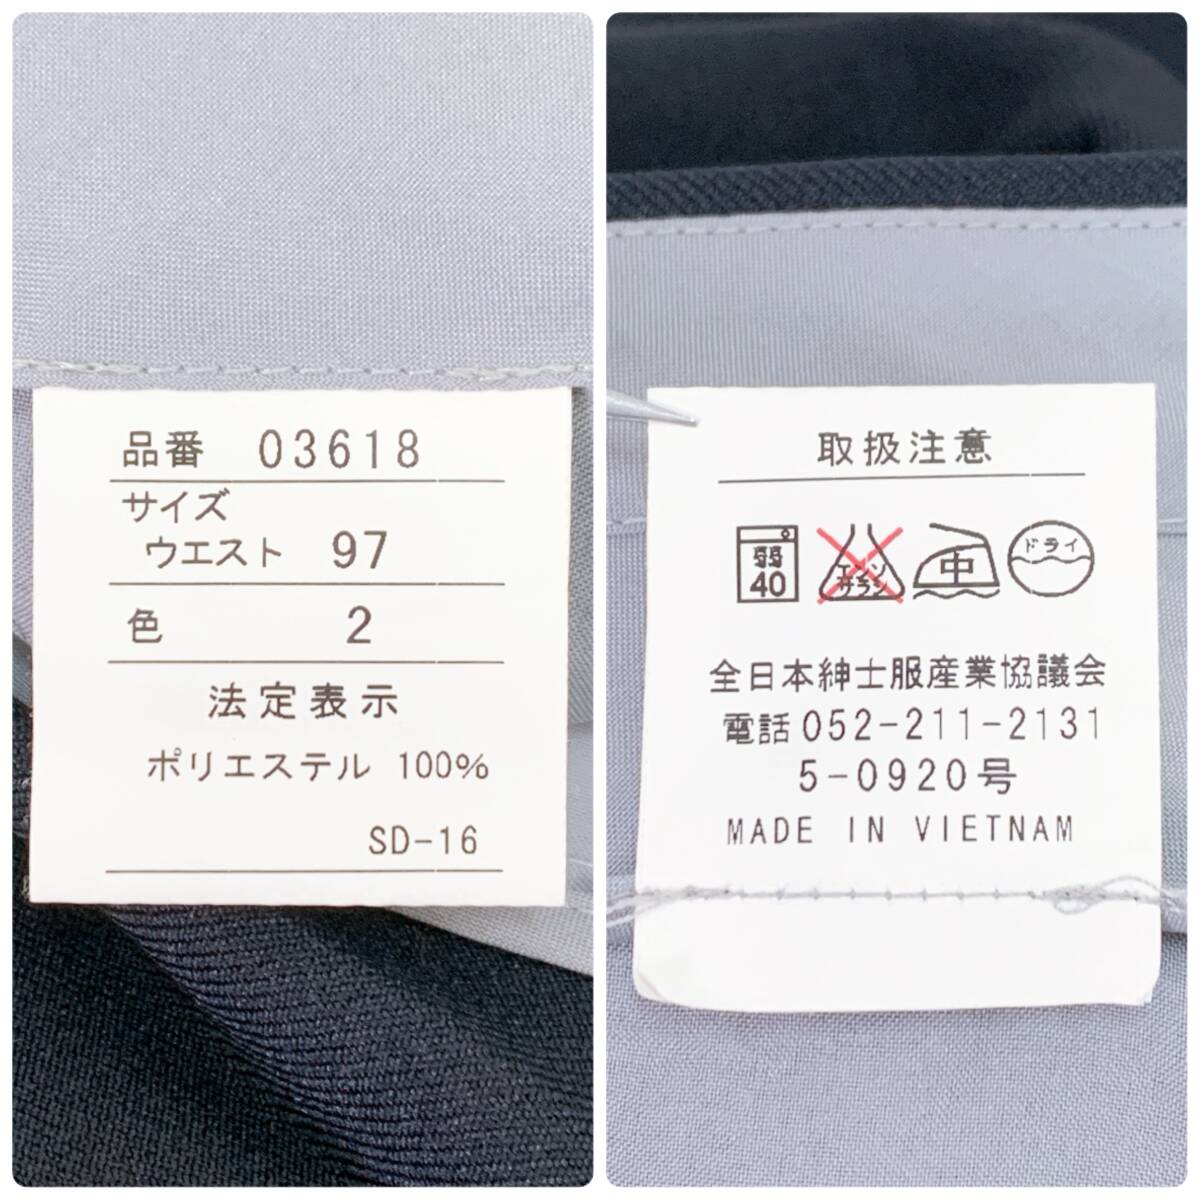 品番 03618
サイズ
ウエスト 97
色 2
法定表示
ポリエステル 100%
SD-16
取扱注意
弱
40
エンソ
サラシ
中
ドライ
全日本紳士服産業協議会
電話 052-211-2131
5-0920号
MADE IN VIETNAM